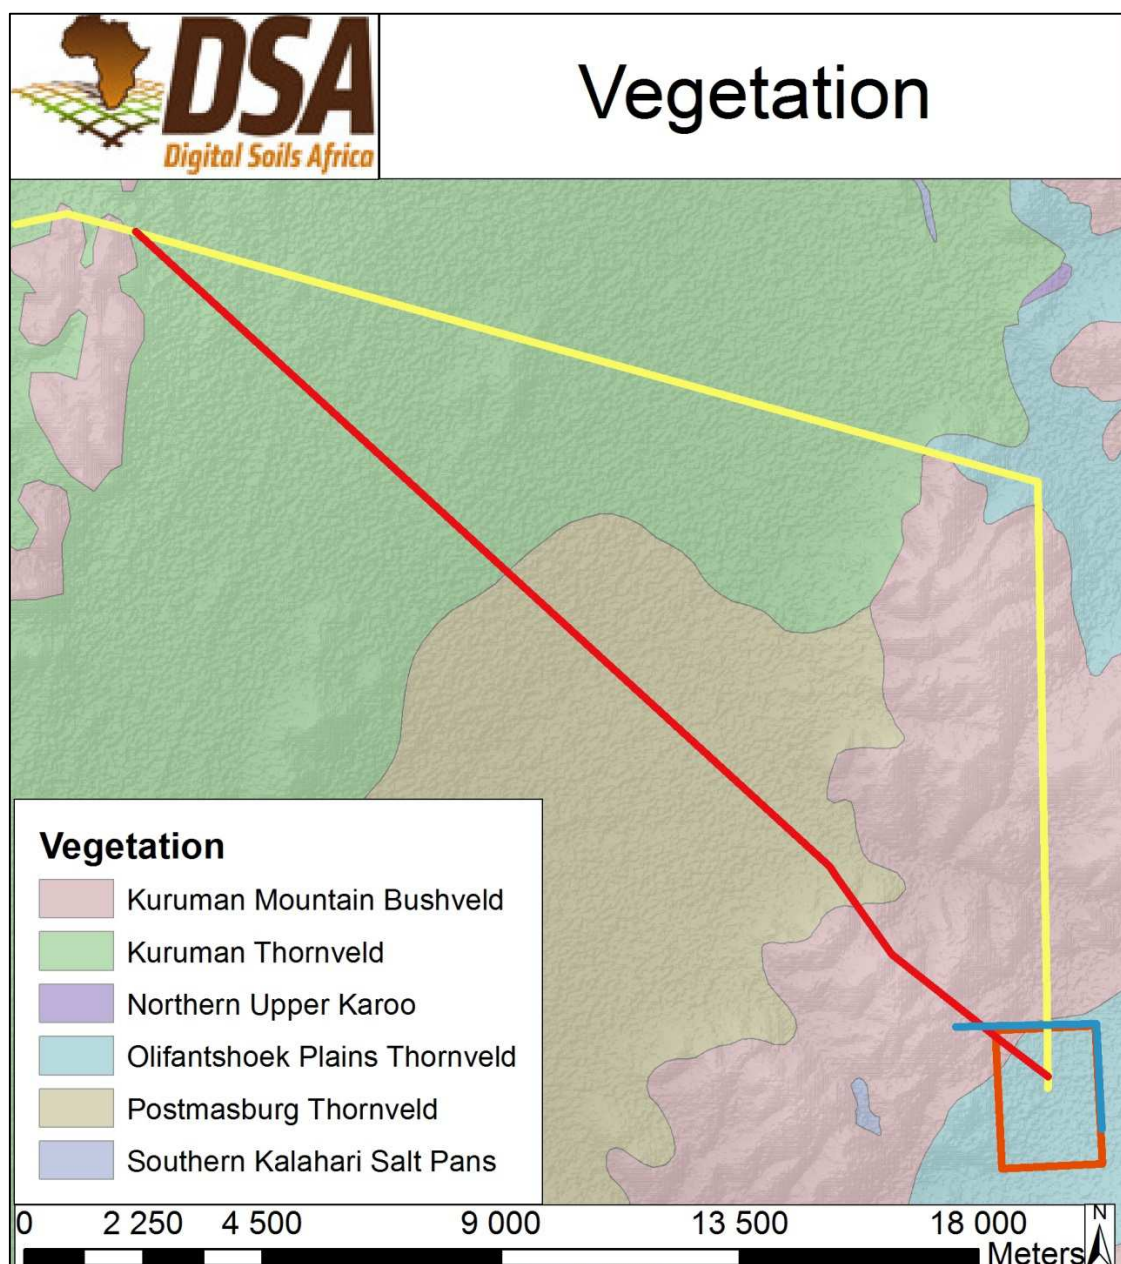 DSA
Digital Soils Africa
Vegetation
Vegetation
Kuruman Mountain Bushveld
Kuruman Thornveld
Northern Upper Karoo
Olifantshoek Plains Thornveld
Postmasburg Thornveld
Southern Kalahari Salt Pans
0 2 250 4 500 9 000 13 500 18 000
Meters
N